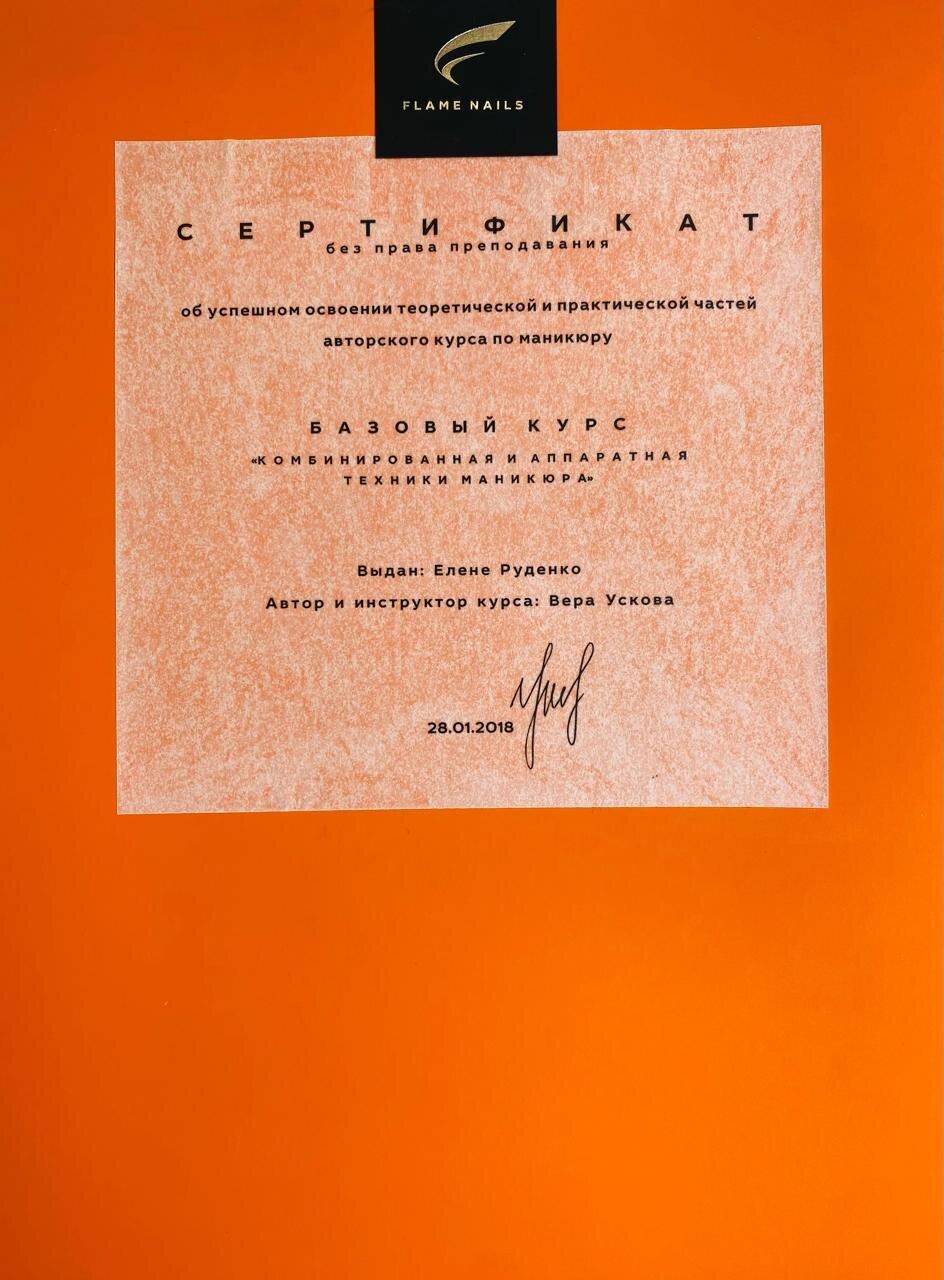 FLAME NAILS
СЕРТИФИКАТ
без права преподавания
об успешном освоении теоретической и практической частей
авторского курса по маникюру
БАЗОВЫЙ КУРС
«КОМБИНИРОВАННАЯ И АППАРАТНАЯ
ТЕХНИКИ МАНИКЮРА»
Выдан: Елене Руденко
Автор и инструктор курса: Вера Ускова
28.01.2018